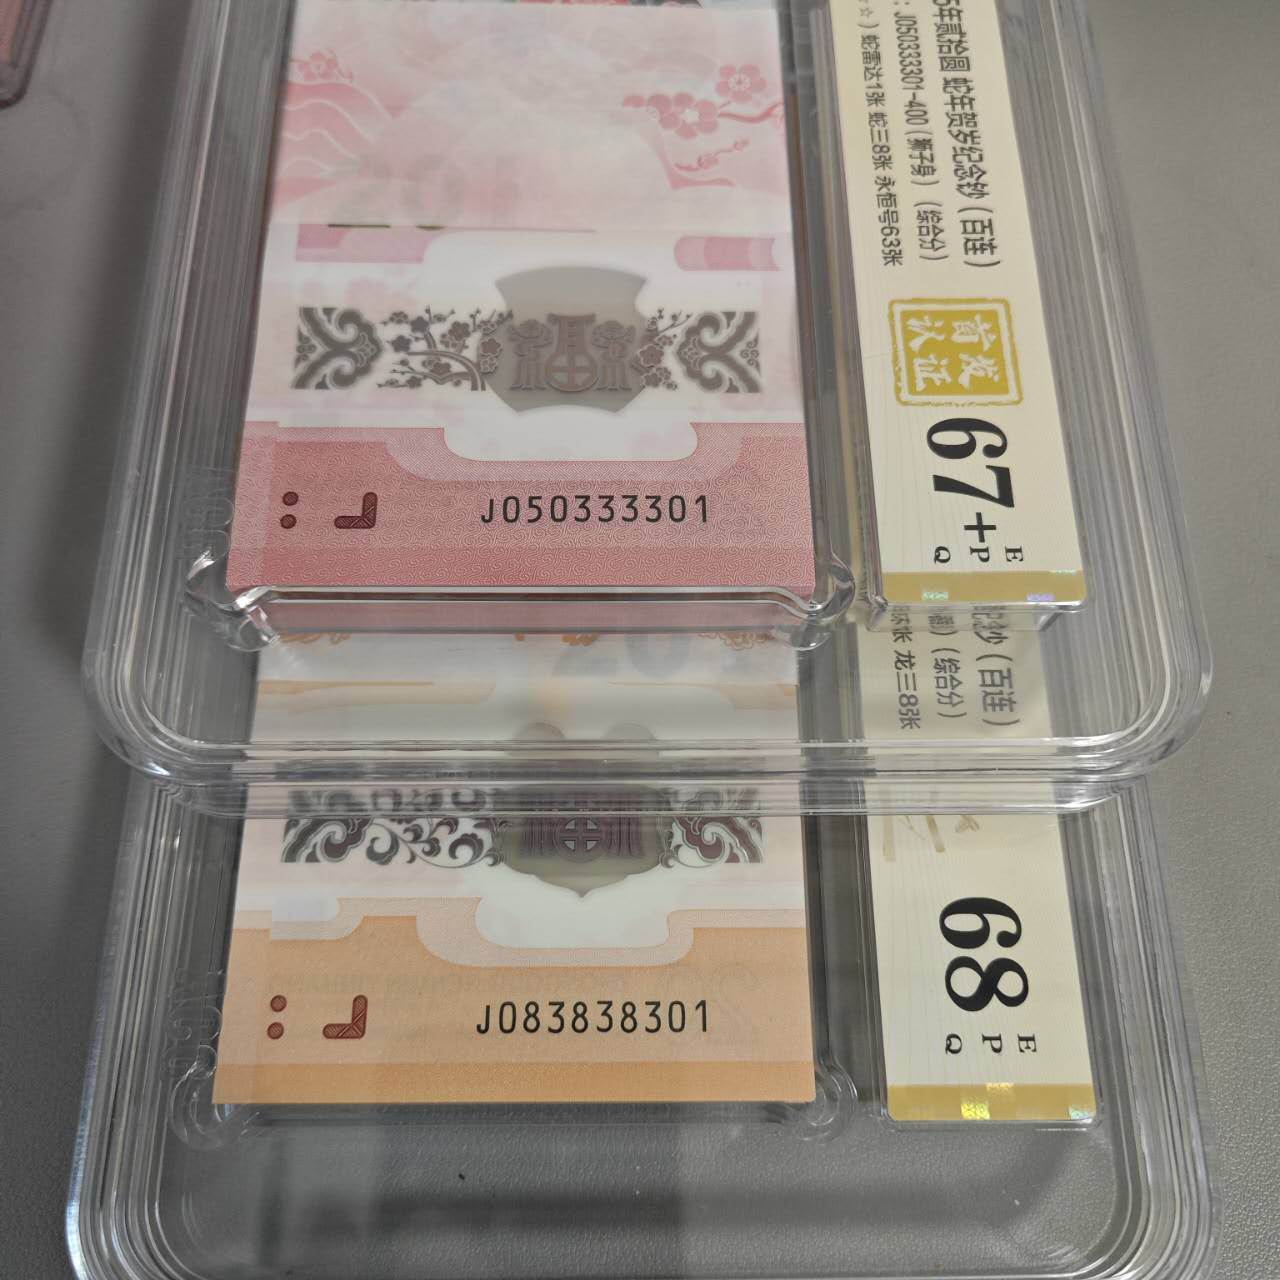 5年贰拾圆 蛇年贺岁纪念钞（百连）
：J050333301-400（狮子身）（综合分）
☆）蛇雷达1张 蛇三8张 永恒号63张
首发
认证
67+
E
P
Q
J050333301
钞（百连）
（综合分）
张 龙三8张
68
E
P
Q
J083838301